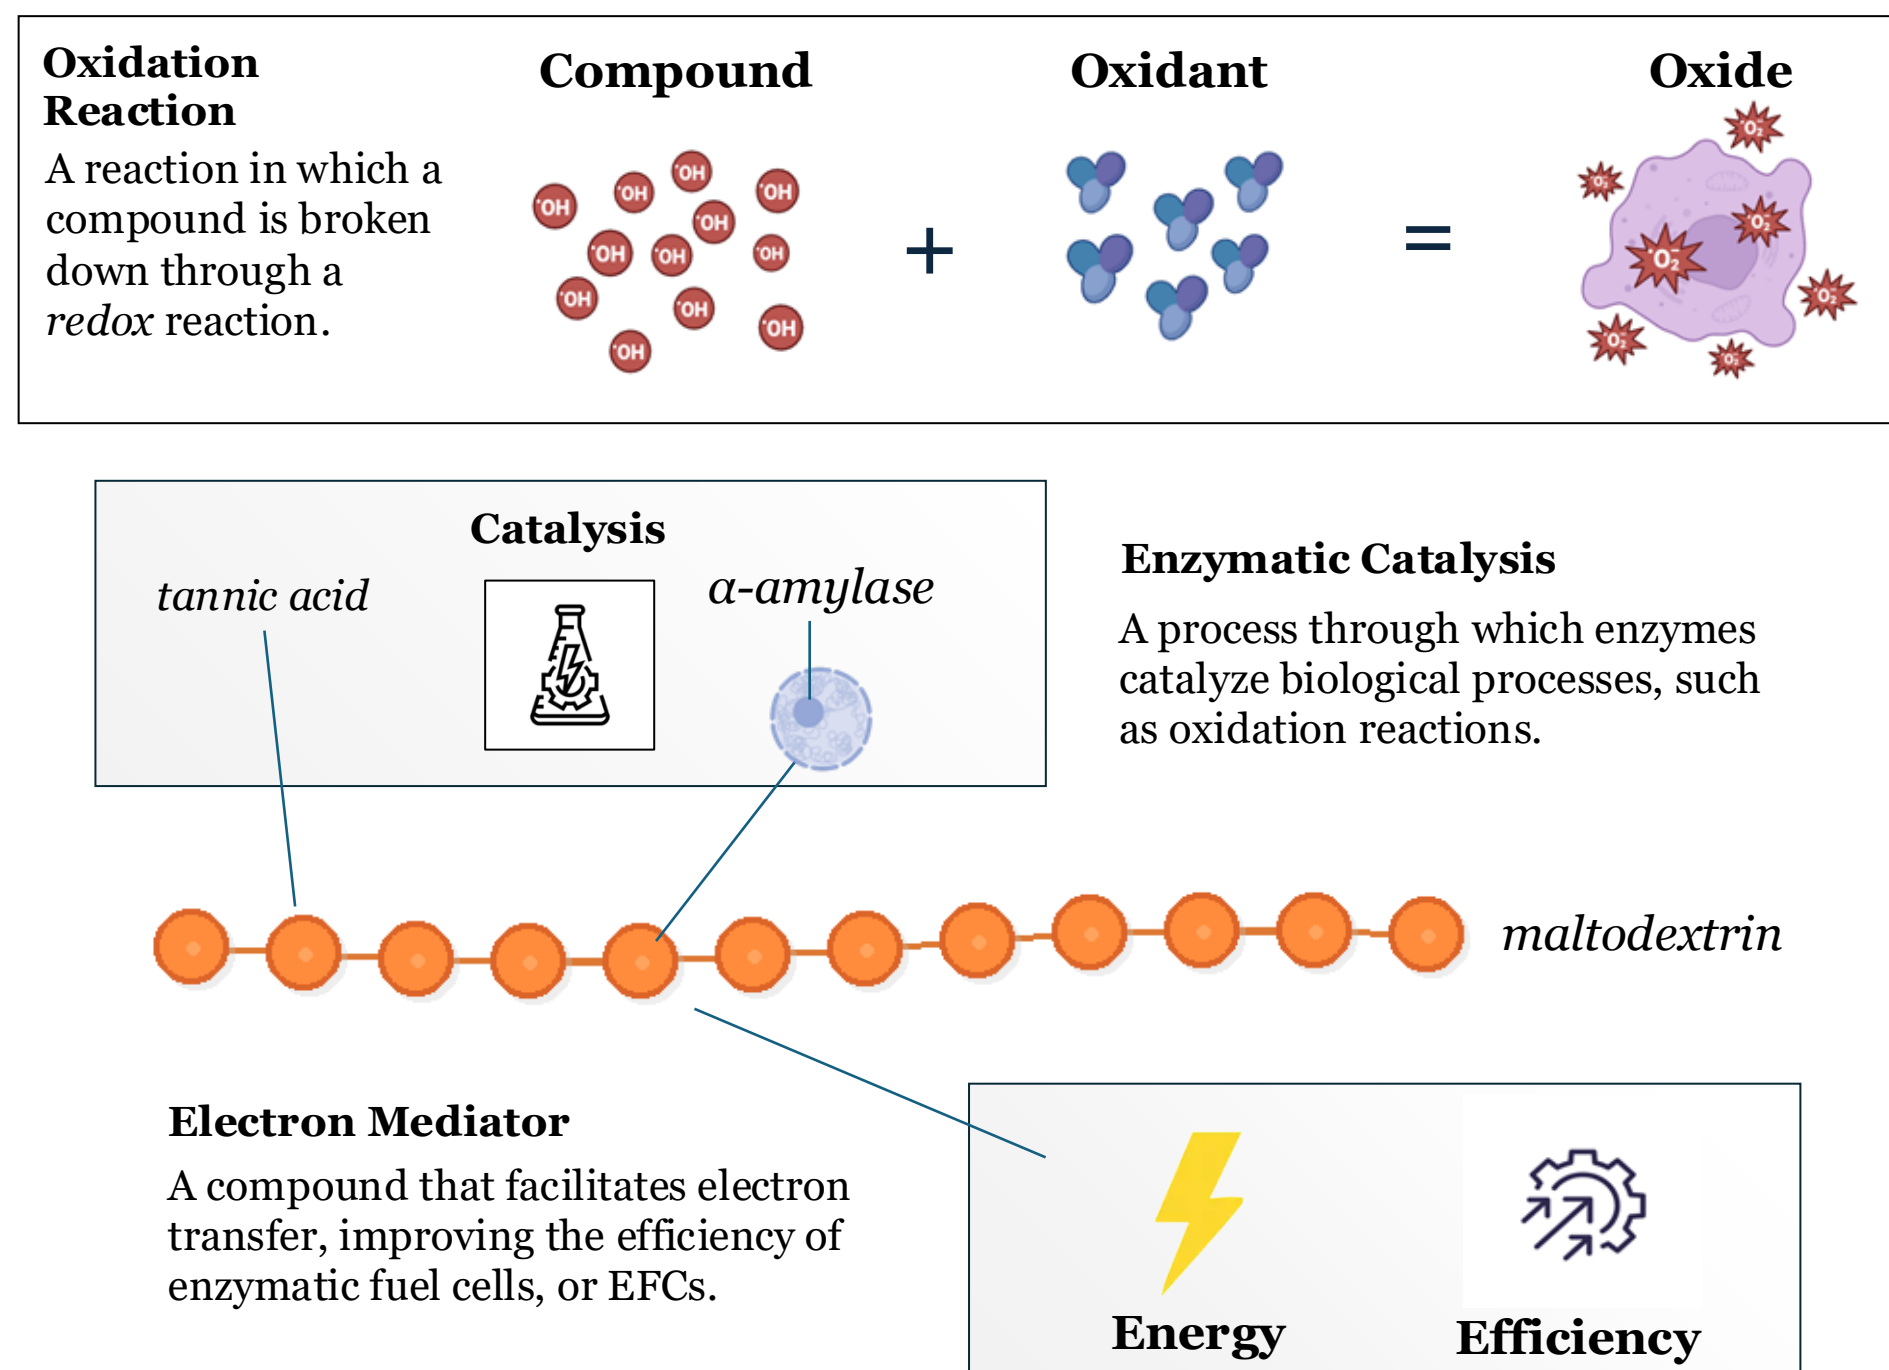 Oxidation
Reaction
A reaction in which a
compound is broken
down through a
redox reaction.
Compound
Oxidant
Oxide
·OH
·OH
·OH
·OH
·OH
·OH
·OH
·OH
·OH
·OH
·OH
·OH
+
=
·O₂⁻
·O₂⁻
·O₂⁻
·O₂⁻
·O₂⁻
·O₂⁻
·O₂⁻
Catalysis
tannic acid
α-amylase
Enzymatic Catalysis
A process through which enzymes
catalyze biological processes, such
as oxidation reactions.
maltodextrin
Electron Mediator
A compound that facilitates electron
transfer, improving the efficiency of
enzymatic fuel cells, or EFCs.
Energy
Efficiency